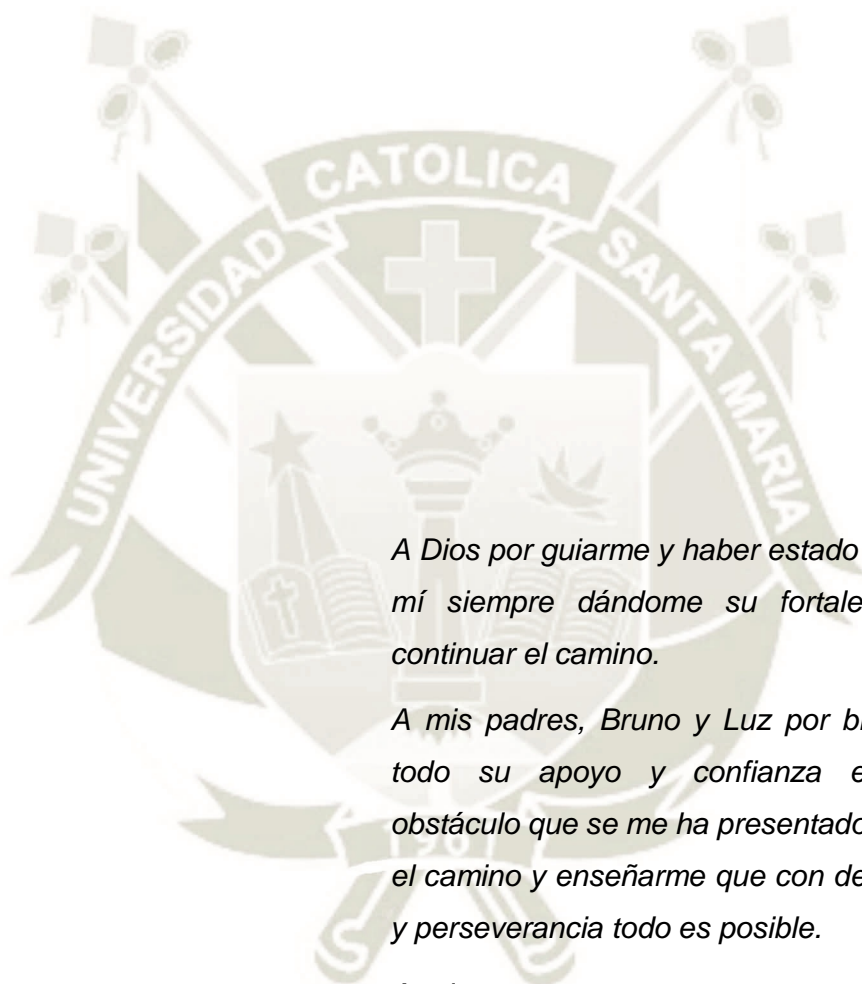 UNIVERSIDAD CATOLICA SANTA MARIA
A Dios por guiarme y haber estado
mí siempre dándome su fortale
continuar el camino.
A mis padres, Bruno y Luz por b
todo su apoyo y confianza e
obstáculo que se me ha presentado
el camino y enseñarme que con de
y perseverancia todo es posible.